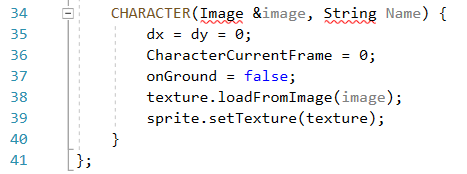 34 CHARACTER(Image &image, String Name) {
35 dx = dy = 0;
36 CharacterCurrentFrame = 0;
37 onGround = false;
38 texture.loadFromImage(image);
39 sprite.setTexture(texture);
40 }
41 };